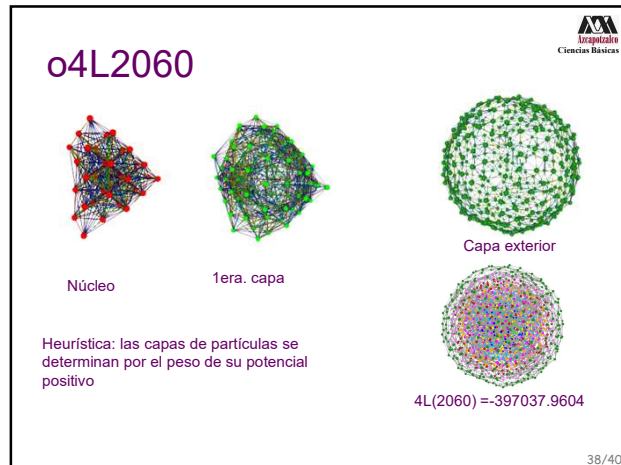 Azcapotzalco
Ciencias Básicas
o4L2060
Núcleo
1era. capa
Capa exterior
Heurística: las capas de partículas se
determinan por el peso de su potencial
positivo
4L(2060) =-397037.9604
38/40